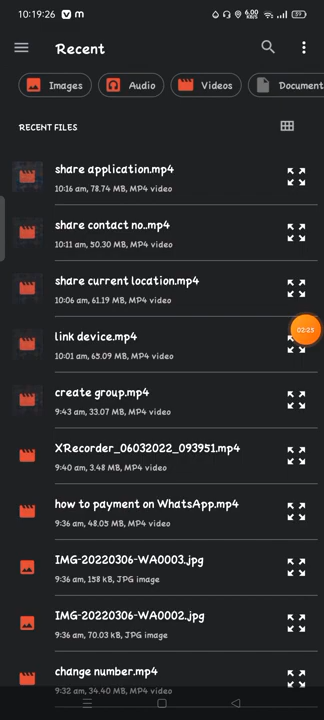 10:19:26
6.00
KB/S
59
Recent
Images
Audio
Videos
Document
RECENT FILES
share application.mp4
10:16 am, 78.74 MB, MP4 video
share contact no..mp4
10:11 am, 50.30 MB, MP4 video
share current location.mp4
10:06 am, 61.19 MB, MP4 video
link device.mp4
10:01 am, 65.09 MB, MP4 video
create group.mp4
9:43 am, 33.07 MB, MP4 video
XRecorder_06032022_093951.mp4
9:40 am, 3.48 MB, MP4 video
how to payment on WhatsApp.mp4
9:36 am, 48.05 MB, MP4 video
IMG-20220306-WA0003.jpg
9:36 am, 158 kB, JPG image
IMG-20220306-WA0002.jpg
9:36 am, 70.03 kB, JPG image
change number.mp4
9:32 am, 34.40 MB, MP4 video